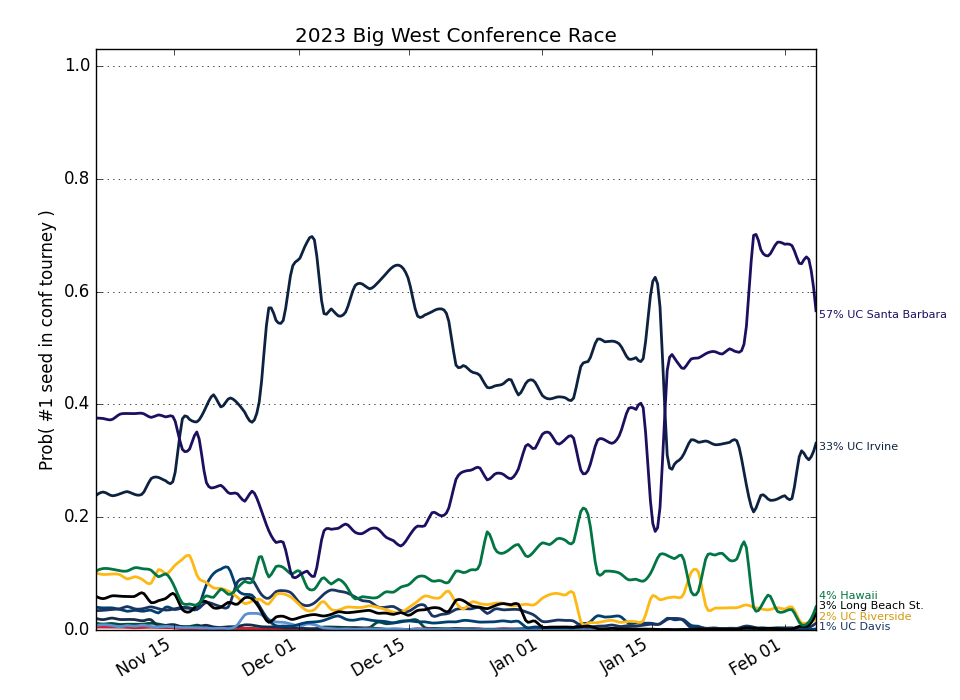 2023 Big West Conference Race
Prob( #1 seed in conf tourney )
1.0
0.8
0.6
0.4
0.2
0.0
Nov 15
Dec 01
Dec 15
Jan 01
Jan 15
Feb 01
57% UC Santa Barbara
33% UC Irvine
4% Hawaii
3% Long Beach St.
2% UC Riverside
1% UC Davis